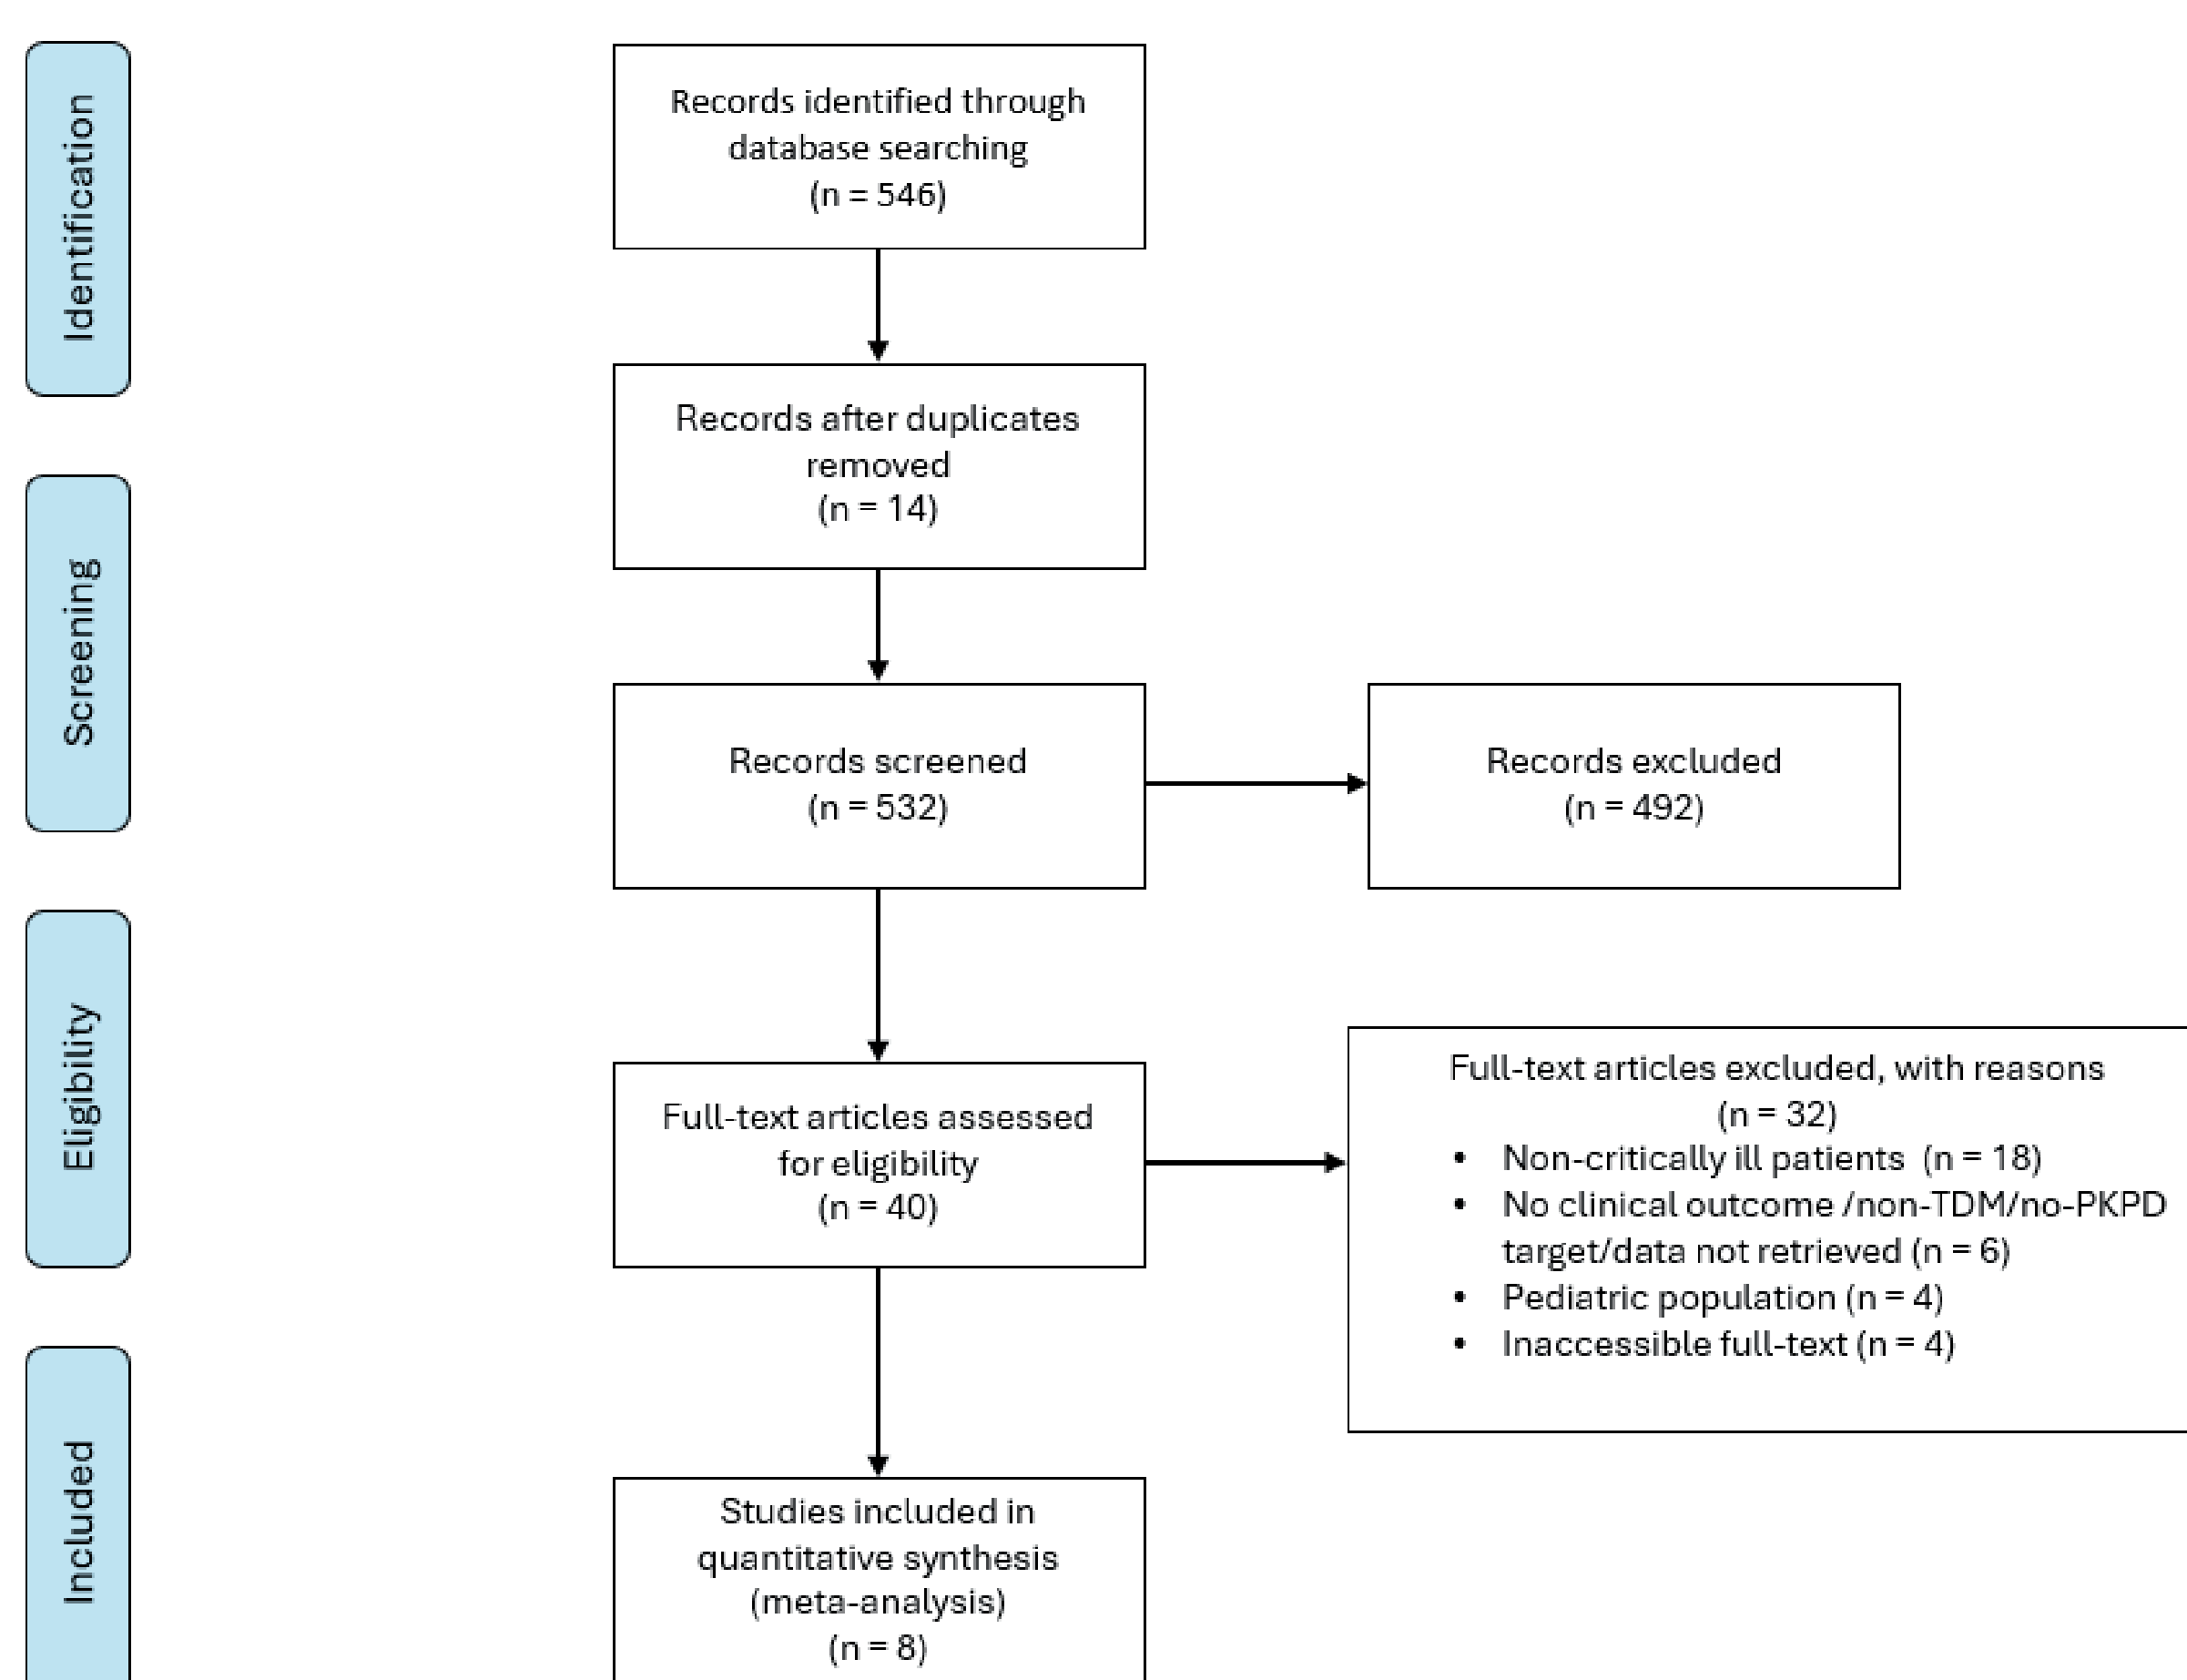 Identification
Records identified through
database searching
(n = 546)
Records after duplicates
removed
(n = 14)
Screening
Records screened
(n = 532)
Records excluded
(n = 492)
Eligibility
Full-text articles assessed
for eligibility
(n = 40)
Full-text articles excluded, with reasons
(n = 32)
• Non-critically ill patients (n = 18)
• No clinical outcome /non-TDM/no-PKPD
target/data not retrieved (n = 6)
• Pediatric population (n = 4)
• Inaccessible full-text (n = 4)
Included
Studies included in
quantitative synthesis
(meta-analysis)
(n = 8)